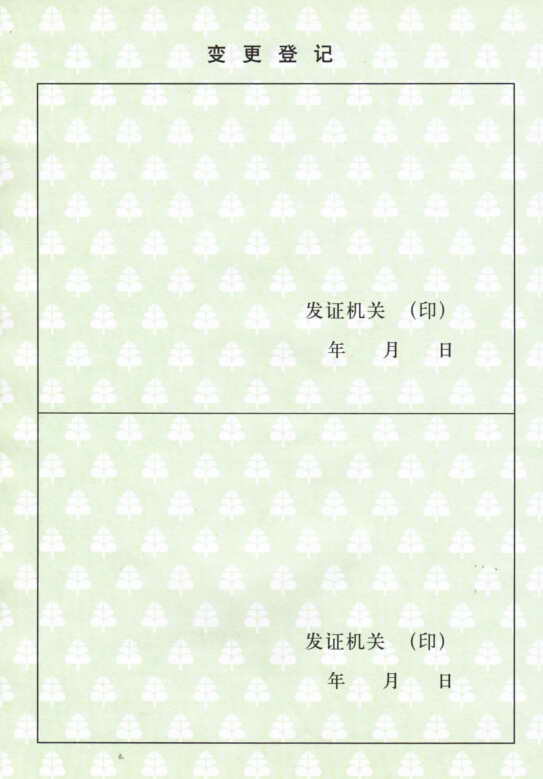 变更登记
发证机关 （印）
年 月 日
发证机关 （印）
年 月 日